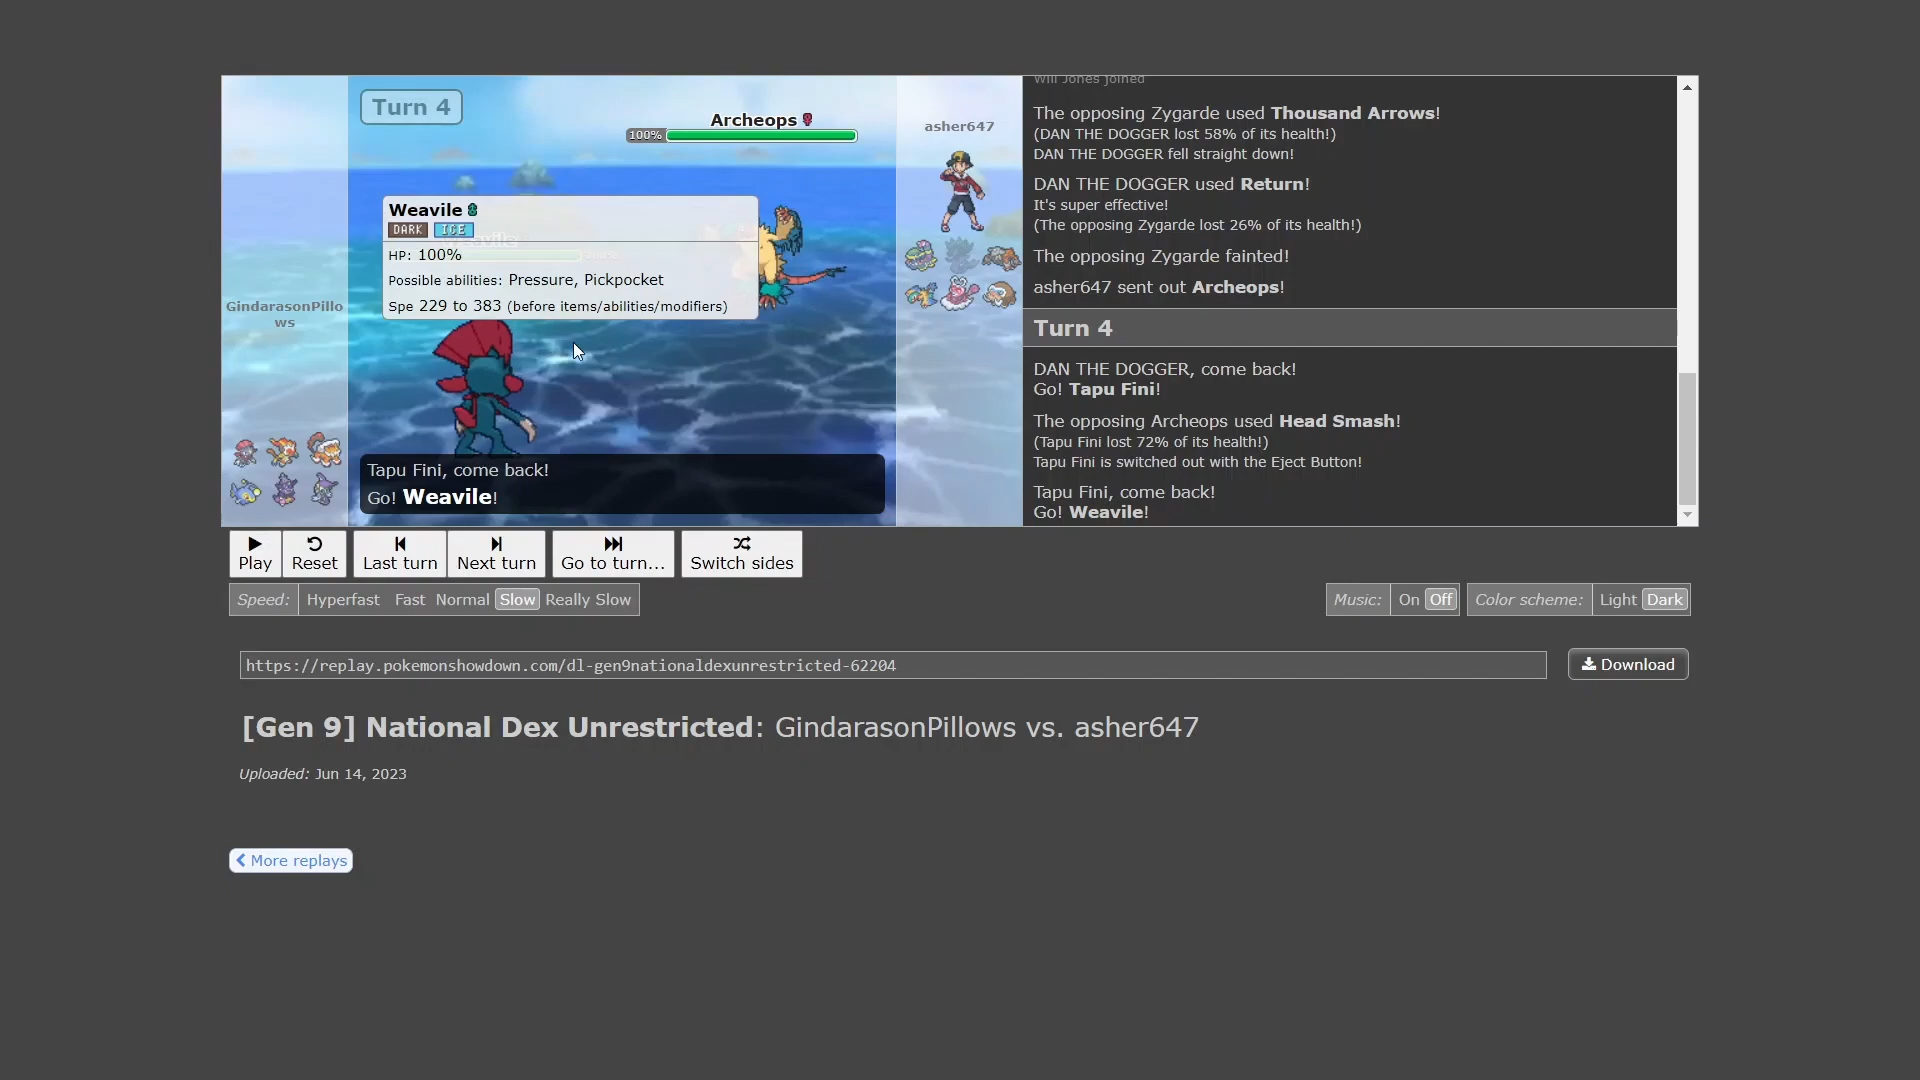 Turn 4
Archeops
100%
asher647
Weavile
DARK ICE
HP: 100%
Possible abilities: Pressure, Pickpocket
Spe 229 to 383 (before items/abilities/modifiers)
GindarasonPillo
ws
Tapu Fini, come back!
Go! Weavile!
Will Jones joined
The opposing Zygarde used Thousand Arrows!
(DAN THE DOGGER lost 58% of its health!)
DAN THE DOGGER fell straight down!
DAN THE DOGGER used Return!
It's super effective!
(The opposing Zygarde lost 26% of its health!)
The opposing Zygarde fainted!
asher647 sent out Archeops!
Turn 4
DAN THE DOGGER, come back!
Go! Tapu Fini!
The opposing Archeops used Head Smash!
(Tapu Fini lost 72% of its health!)
Tapu Fini is switched out with the Eject Button!
Tapu Fini, come back!
Go! Weavile!
Play Reset Last turn Next turn Go to turn... Switch sides
Speed: Hyperfast Fast Normal Slow Really Slow
Music: On Off Color scheme: Light Dark
https://replay.pokemonshowdown.com/dl-gen9nationaldexunrestricted-62204
Download
[Gen 9] National Dex Unrestricted: GindarasonPillows vs. asher647
Uploaded: Jun 14, 2023
More replays